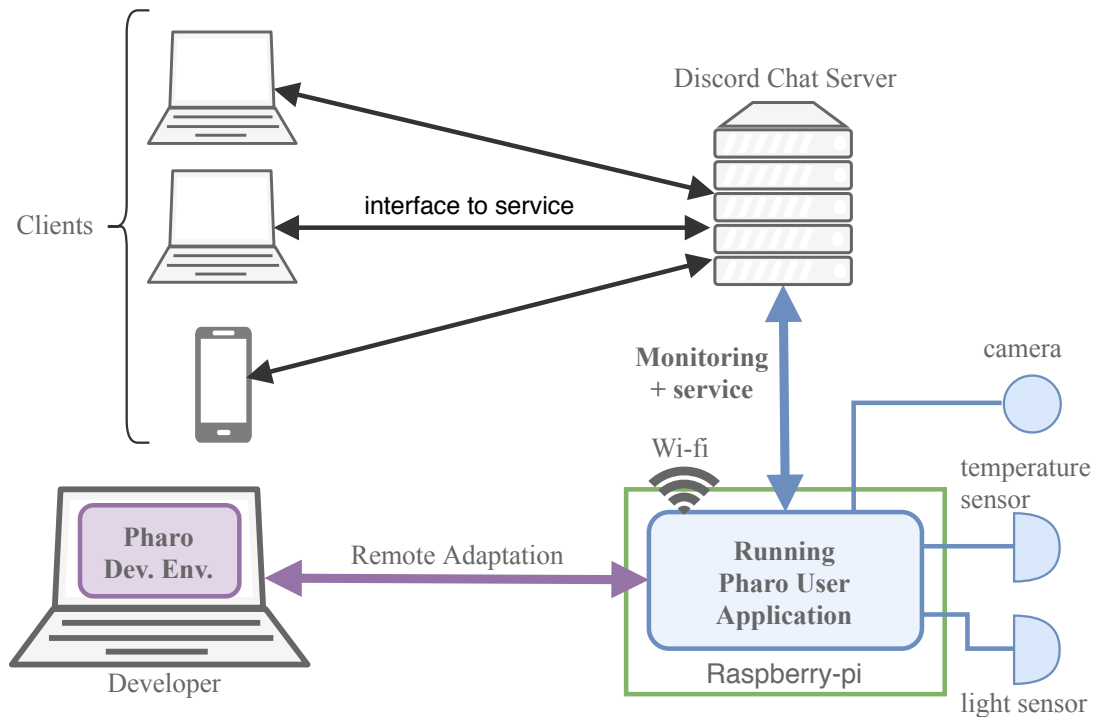 Discord Chat Server
interface to service
Clients
Monitoring
+ service
camera
Wi-fi
temperature
sensor
Pharo
Dev. Env.
Remote Adaptation
Running
Pharo User
Application
Raspberry-pi
Developer
light sensor